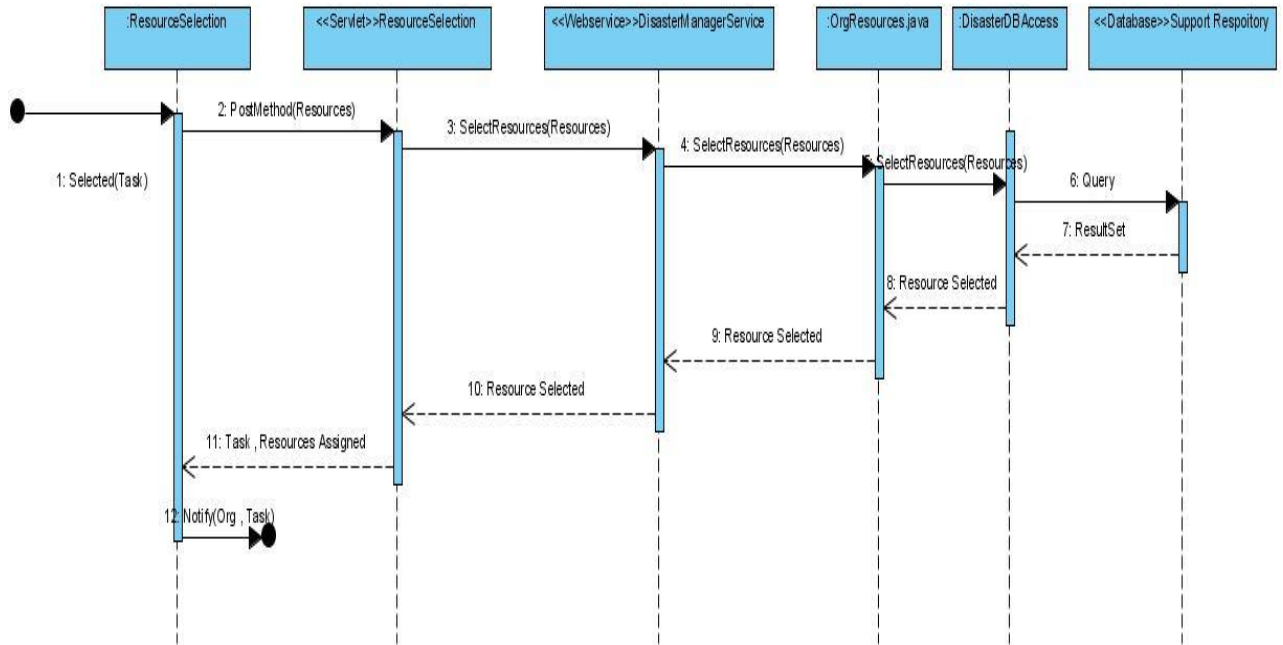 :ResourceSelection
<<Servlet>>ResourceSelection
<<Webservice>>DisasterManagerService
:OrgResources.java
:DisasterDBAccess
<<Database>>Support Respoitory
2: PostMethod(Resources)
3: SelectResources(Resources)
4: SelectResources(Resources)
SelectResources(Resources)
1: Selected(Task)
6: Query
7: ResultSet
8: Resource Selected
9: Resource Selected
10: Resource Selected
11: Task , Resources Assigned
12: Notify(Org , Task)